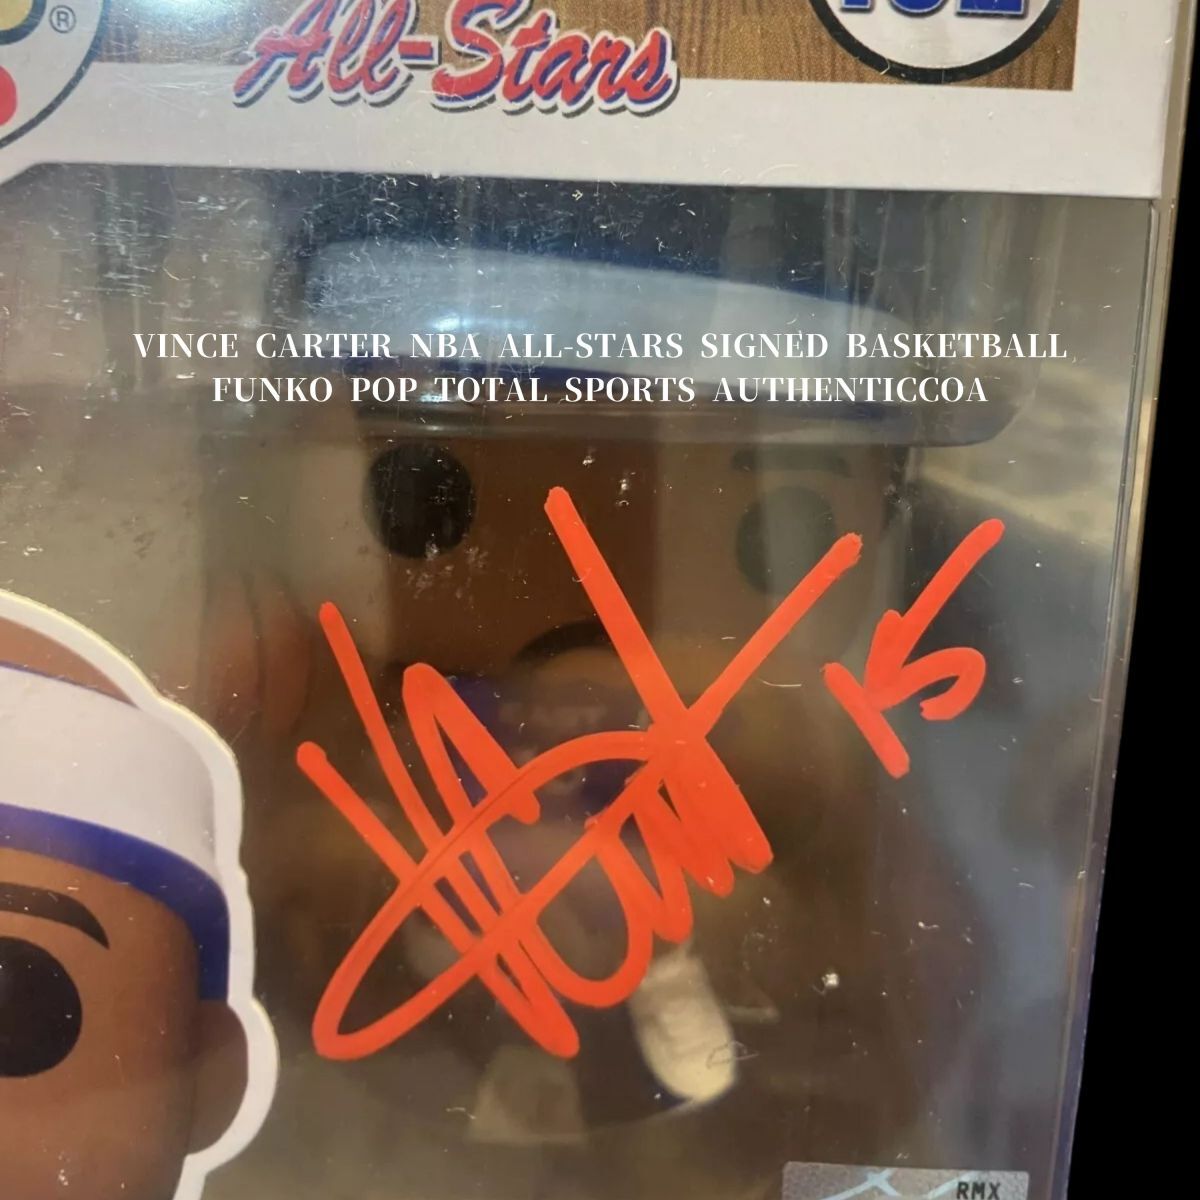 ®
All-Stars
VINCE CARTER NBA ALL-STARS SIGNED BASKETBALL
FUNKO POP TOTAL SPORTS AUTHENTICCOA
15
RMX